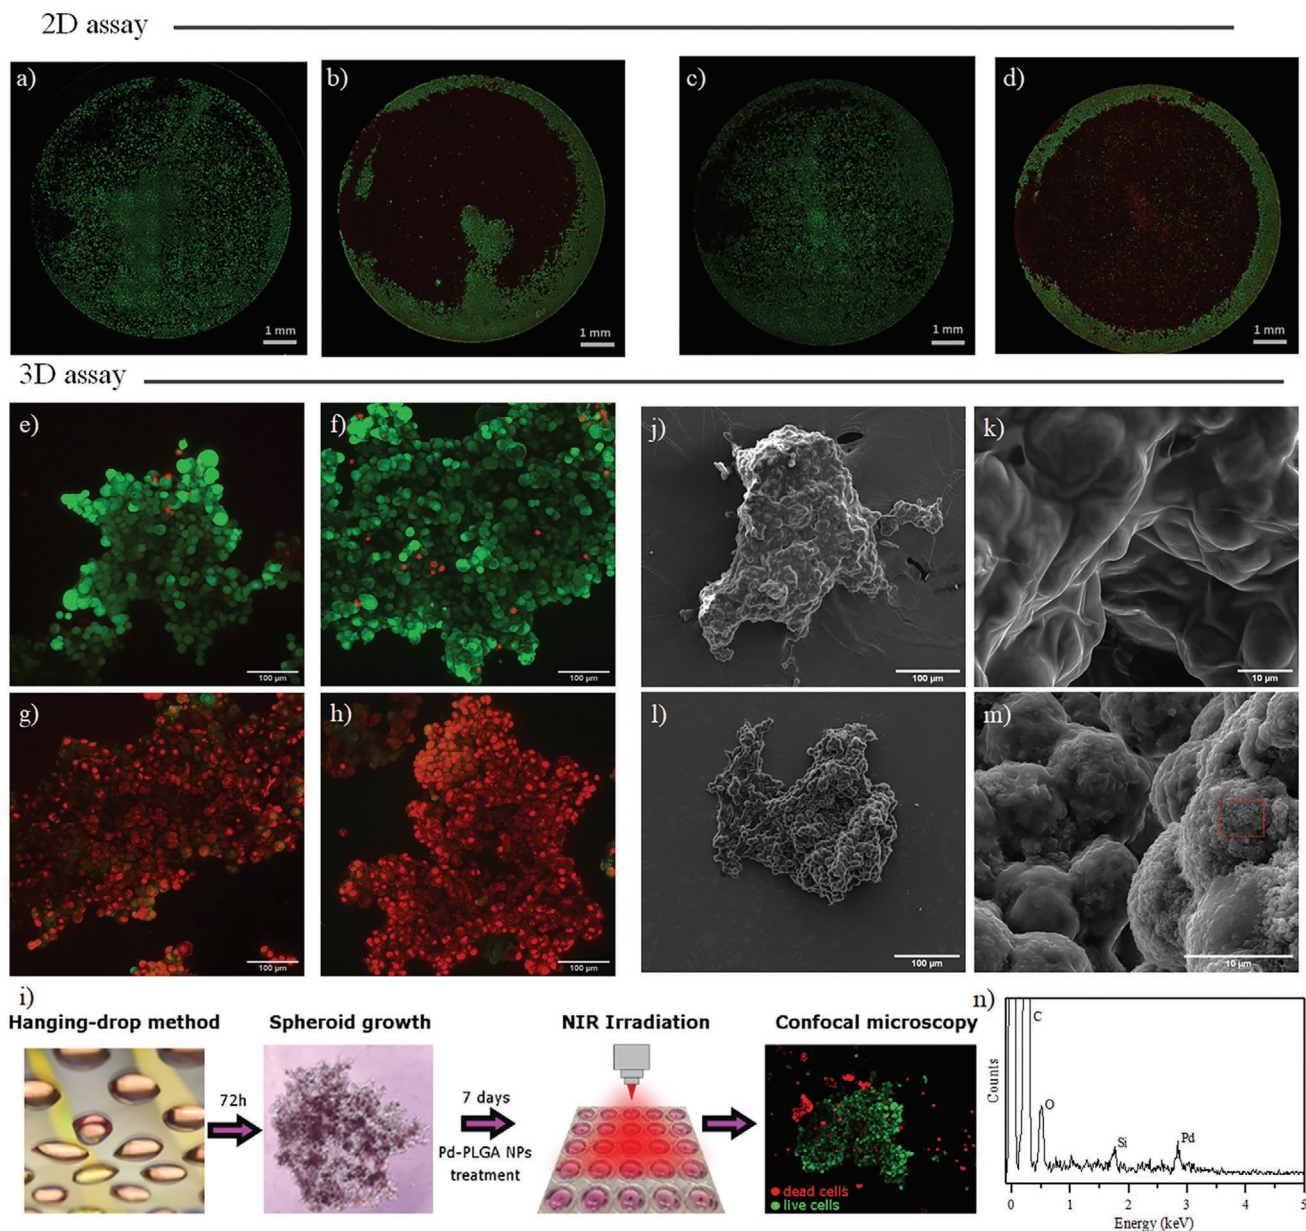 2D assay
a)
b)
c)
d)
1 mm
1 mm
1 mm
1 mm
3D assay
e)
f)
j)
k)
100 µm
100 µm
100 µm
10 µm
g)
h)
l)
m)
100 µm
100 µm
100 µm
10 µm
i)
Hanging-drop method
Spheroid growth
NIR Irradiation
Confocal microscopy
72h
7 days
Pd-PLGA NPs
treatment
dead cells
live cells
n)
C
O
Si
Pd
Counts
0 1 2 3 4 5
Energy (keV)